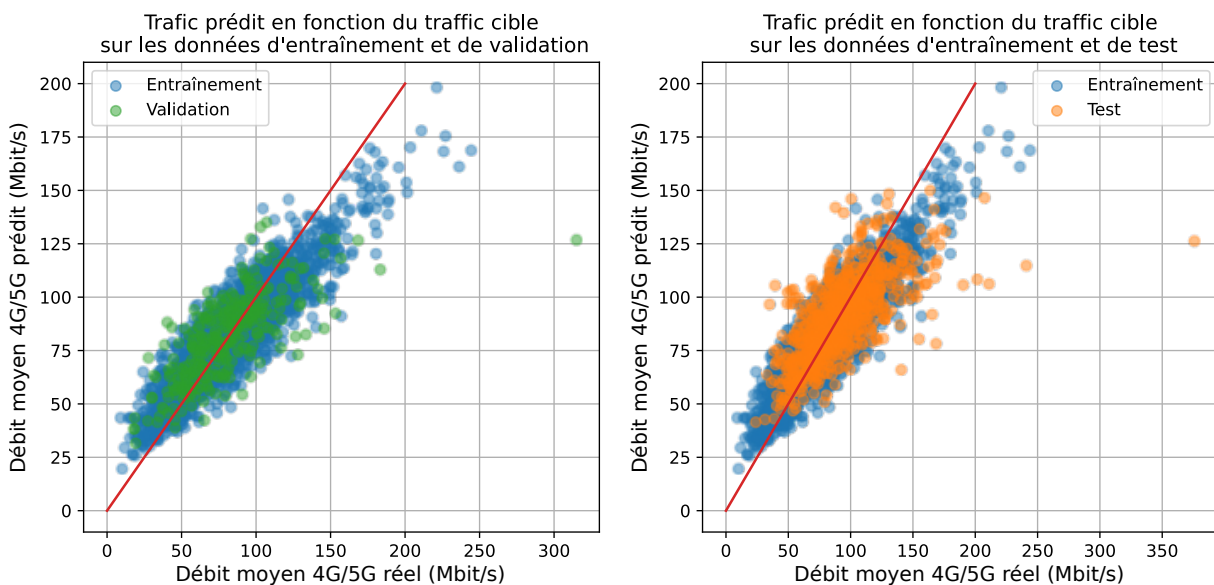 Trafic prédit en fonction du traffic cible
sur les données d'entraînement et de validation
Entraînement
Validation
200
175
150
125
100
75
50
25
0
Débit moyen 4G/5G prédit (Mbit/s)
0 50 100 150 200 250 300
Débit moyen 4G/5G réel (Mbit/s)
Trafic prédit en fonction du traffic cible
sur les données d'entraînement et de test
Entraînement
Test
200
175
150
125
100
75
50
25
0
Débit moyen 4G/5G prédit (Mbit/s)
0 50 100 150 200 250 300 350
Débit moyen 4G/5G réel (Mbit/s)